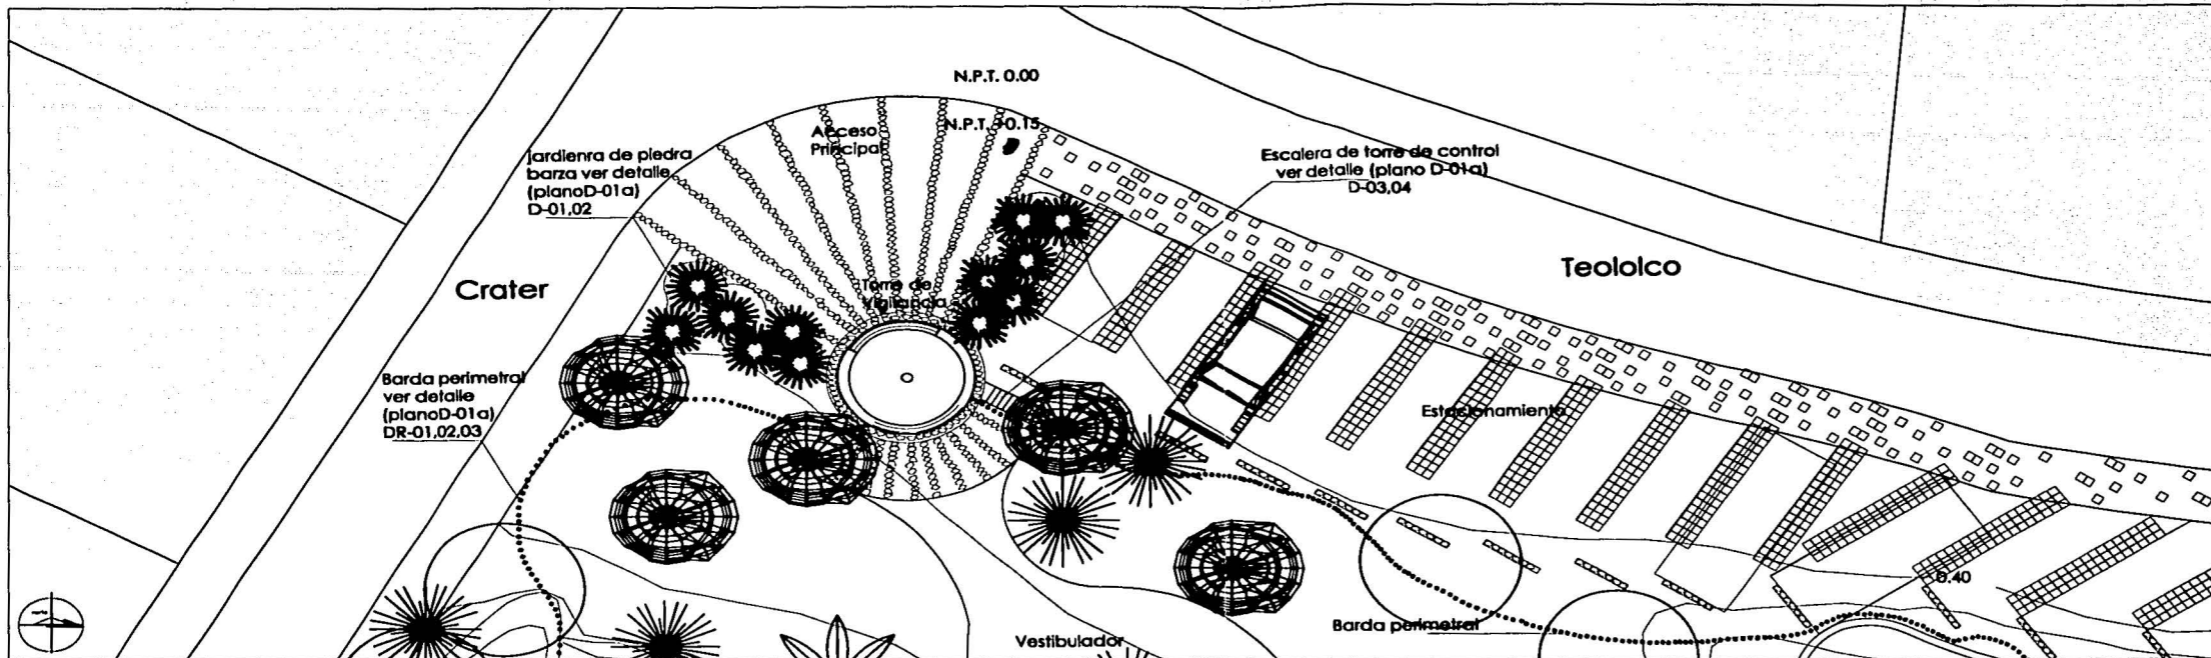 N.P.T. 0.00
N.P.T. +0.15
Acceso
Principal
jardienra de piedra
barza ver detalle
(planoD-01a)
D-01,02
Escalera de torre de control
ver detalle (plano D-01a)
D-03,04
Crater
Teololco
Torre de
Vigilancia
Barda perimetral
ver detalle
(planoD-01a)
DR-01,02,03
Estacionamiento
0.40
Barda perimetral
Vestibulador